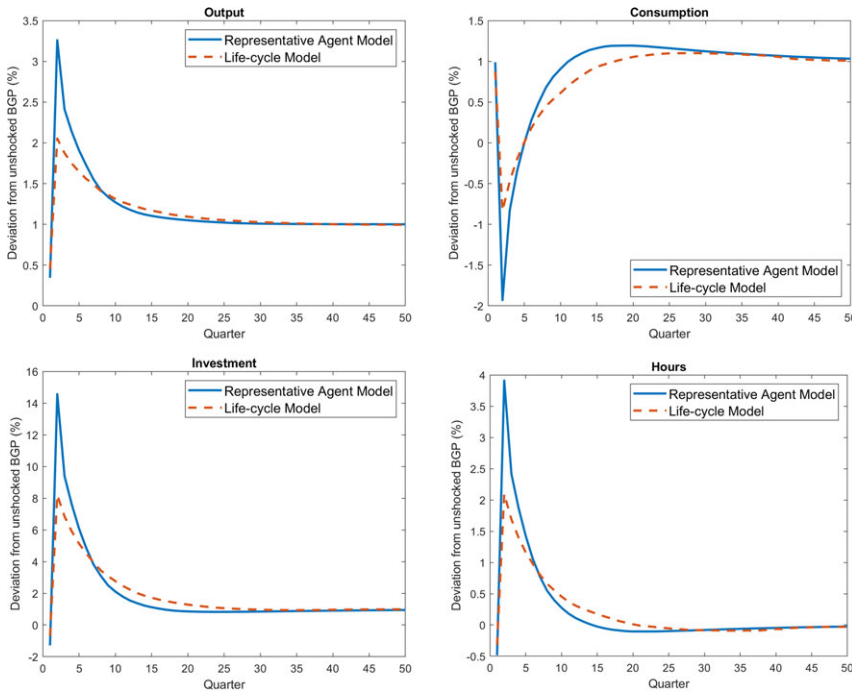 Output
Deviation from unshocked BGP (%)
3.5
3
2.5
2
1.5
1
0.5
0
Representative Agent Model
Life-cycle Model
0 5 10 15 20 25 30 35 40 45 50
Quarter
Consumption
Deviation from unshocked BGP (%)
1.5
1
0.5
0
-0.5
-1
-1.5
-2
Representative Agent Model
Life-cycle Model
0 5 10 15 20 25 30 35 40 45 50
Quarter
Investment
Deviation from unshocked BGP (%)
16
14
12
10
8
6
4
2
0
-2
Representative Agent Model
Life-cycle Model
0 5 10 15 20 25 30 35 40 45 50
Quarter
Hours
Deviation from unshocked BGP (%)
4
3.5
3
2.5
2
1.5
1
0.5
0
-0.5
Representative Agent Model
Life-cycle Model
0 5 10 15 20 25 30 35 40 45 50
Quarter